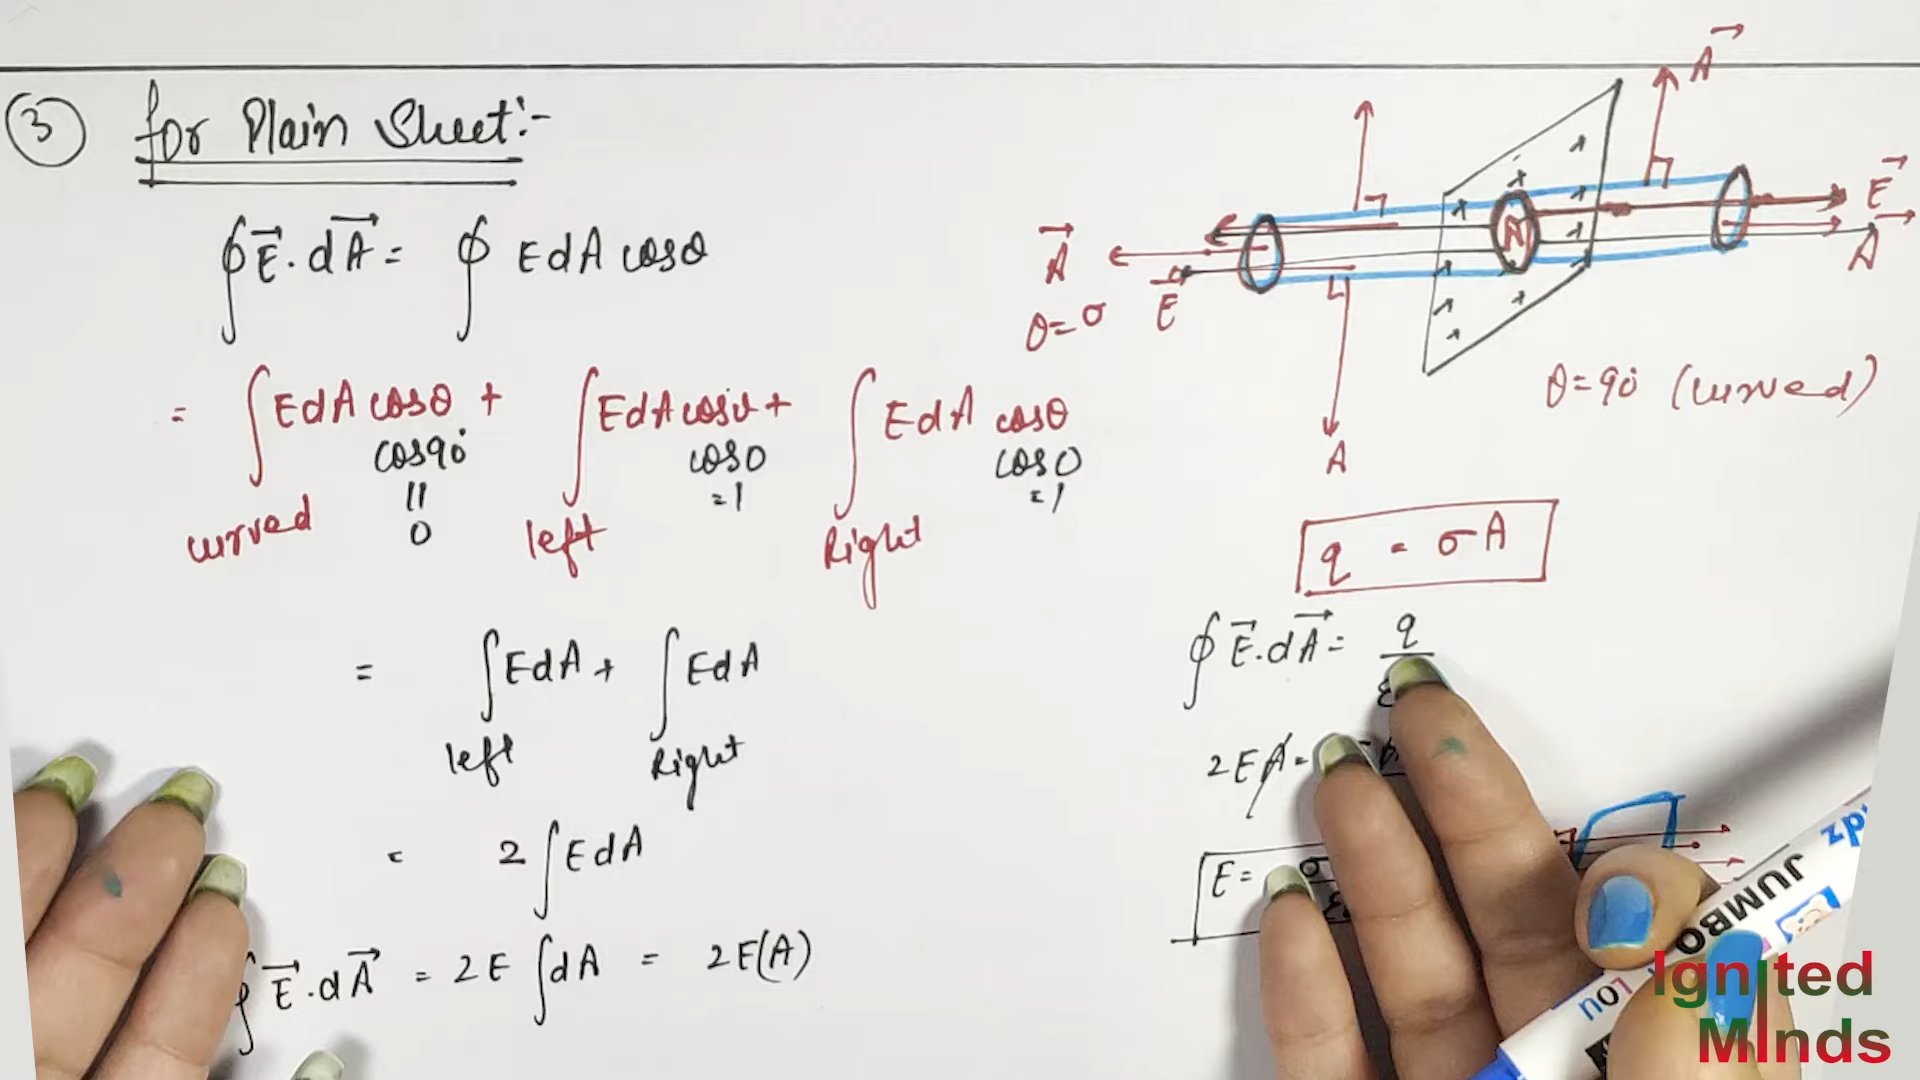 ③ for Plain Sheet:-
∮E⃗.dA⃗ = ∮ EdA cosθ
= ∫EdA cosθ + ∫EdA cosθ + ∫EdA cosθ
cos90° cos0 cos0
|| =1 =1
0
curved left Right
= ∫EdA + ∫EdA
left Right
= 2∫EdA
∮E⃗.dA⃗ = 2E ∫dA = 2E(A)
A⃗
E⃗
A⃗
A⃗
θ=0
E
A
A
θ=90° (curved)
q = σA
∮E⃗.dA⃗ = q
2EA =
E = σ
JUMBO
Ignited
Minds